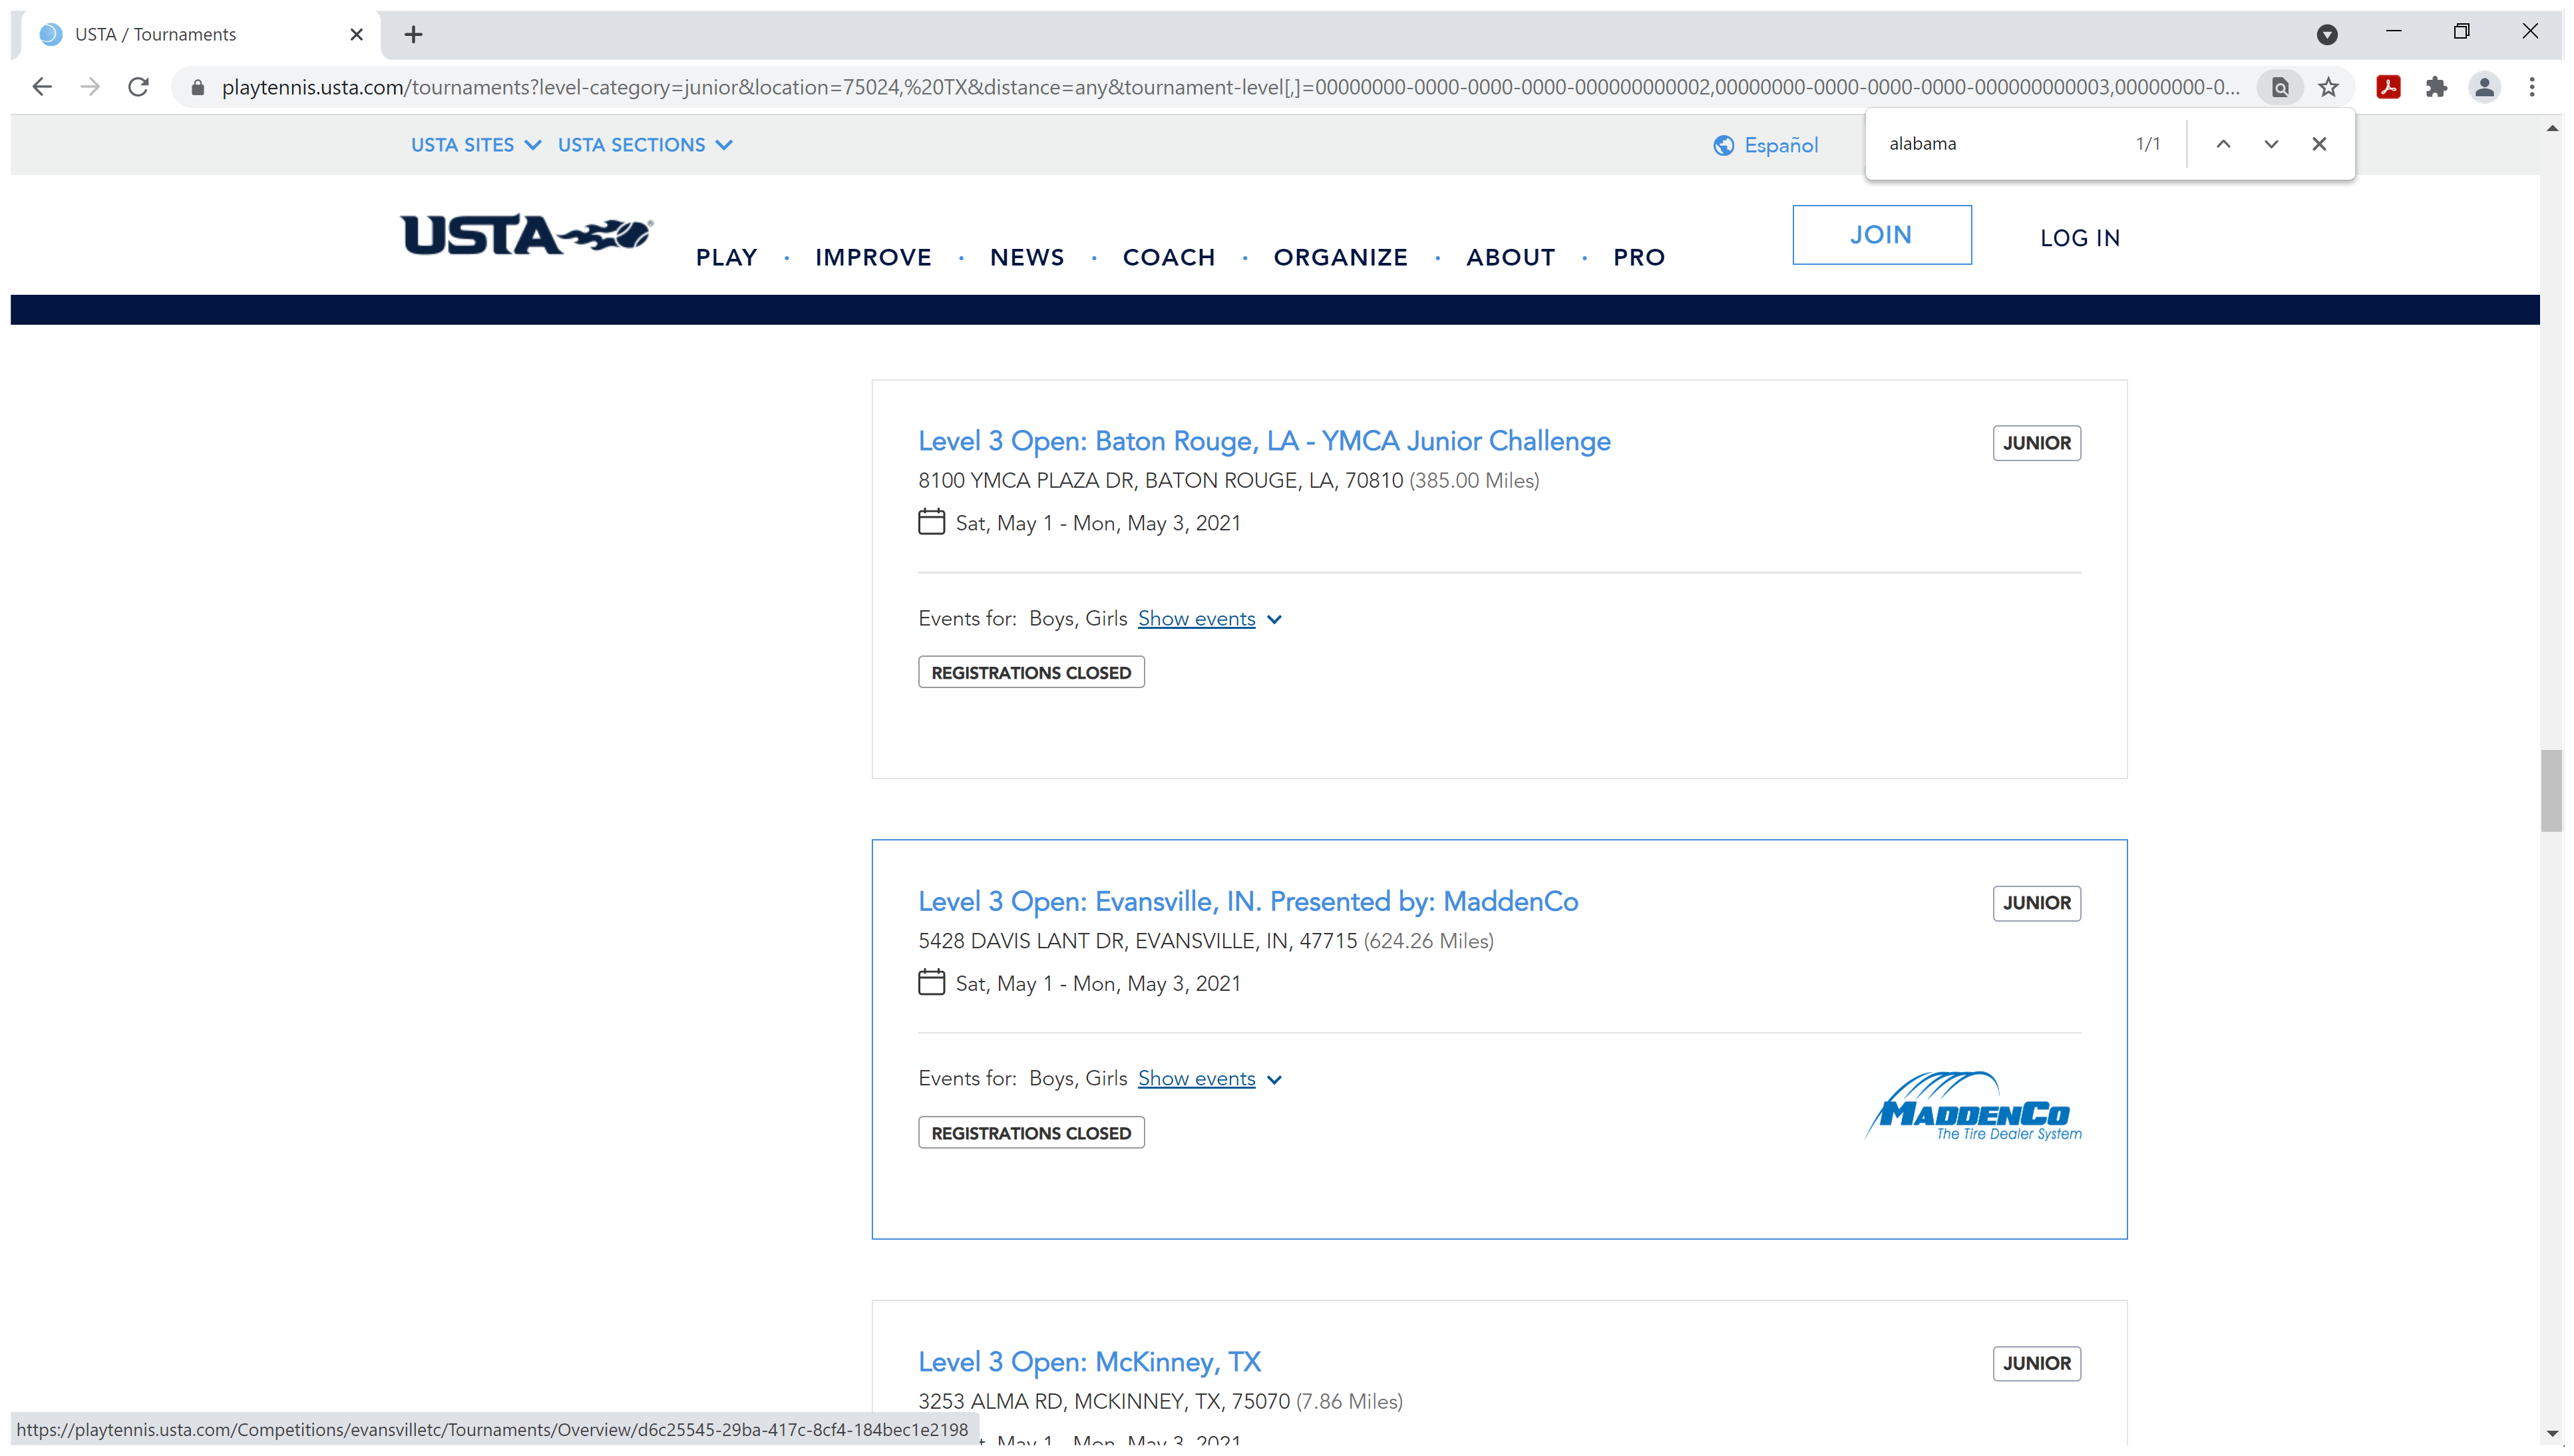 USTA / Tournaments
playtennis.usta.com/tournaments?level-category=junior&location=75024,%20TX&distance=any&tournament-level[,]=00000000-0000-0000-0000-000000000002,00000000-0000-0000-0000-000000000003,00000000-0...
alabama 1/1
USTA SITES USTA SECTIONS Español
USTA PLAY · IMPROVE · NEWS · COACH · ORGANIZE · ABOUT · PRO JOIN LOG IN
Level 3 Open: Baton Rouge, LA - YMCA Junior Challenge JUNIOR
8100 YMCA PLAZA DR, BATON ROUGE, LA, 70810 (385.00 Miles)
Sat, May 1 - Mon, May 3, 2021
Events for: Boys, Girls Show events
REGISTRATIONS CLOSED
Level 3 Open: Evansville, IN. Presented by: MaddenCo JUNIOR
5428 DAVIS LANT DR, EVANSVILLE, IN, 47715 (624.26 Miles)
Sat, May 1 - Mon, May 3, 2021
Events for: Boys, Girls Show events
MADDENCO
The Tire Dealer System
REGISTRATIONS CLOSED
Level 3 Open: McKinney, TX JUNIOR
3253 ALMA RD, MCKINNEY, TX, 75070 (7.86 Miles)
https://playtennis.usta.com/Competitions/evansvilletc/Tournaments/Overview/d6c25545-29ba-417c-8cf4-184bec1e2198
May 1 - Mon, May 3, 2021